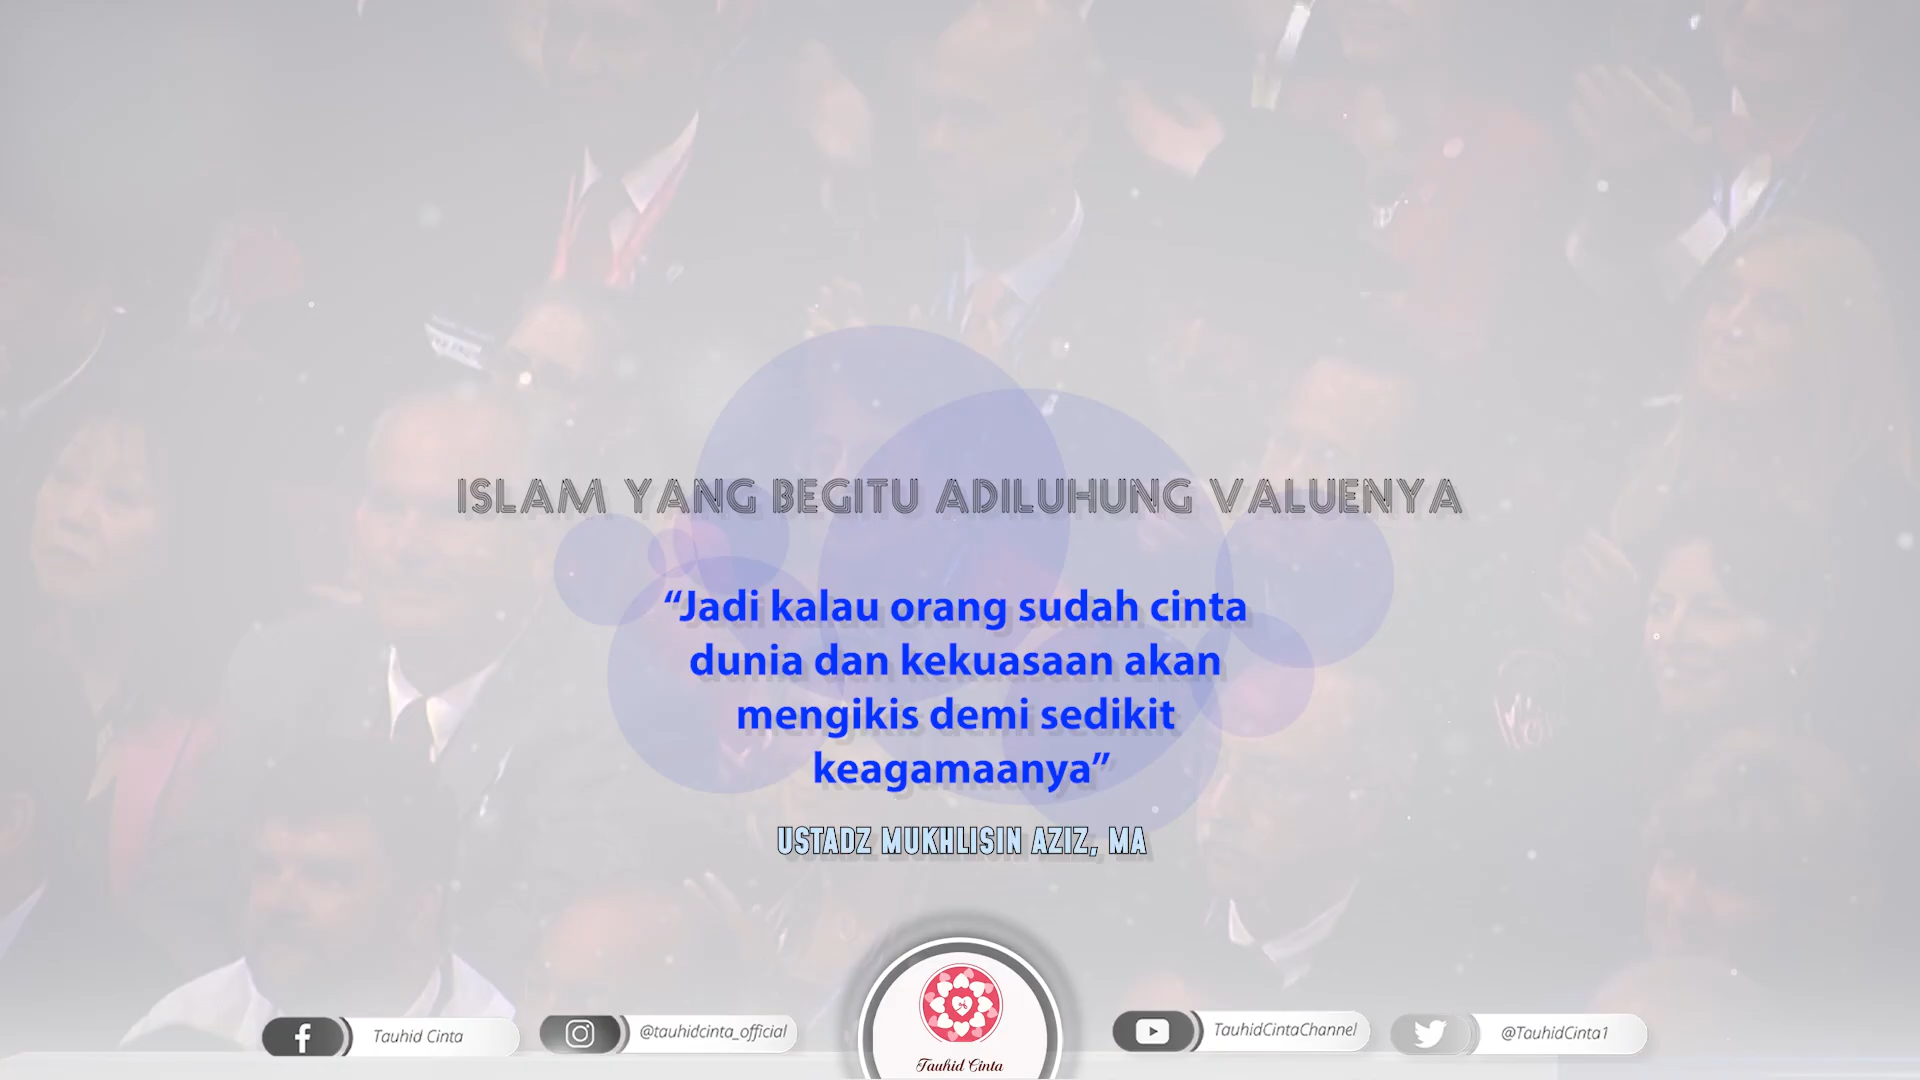 ISLAM YANG BEGITU ADILUHUNG VALUENYA
“Jadi kalau orang sudah cinta
dunia dan kekuasaan akan
mengikis demi sedikit
keagamaanya”
USTADZ MUKHLISIN AZIZ, MA
Tauhid Cinta
@tauhidcinta_official
Tauhid Cinta
TauhidCintaChannel
@TauhidCinta1